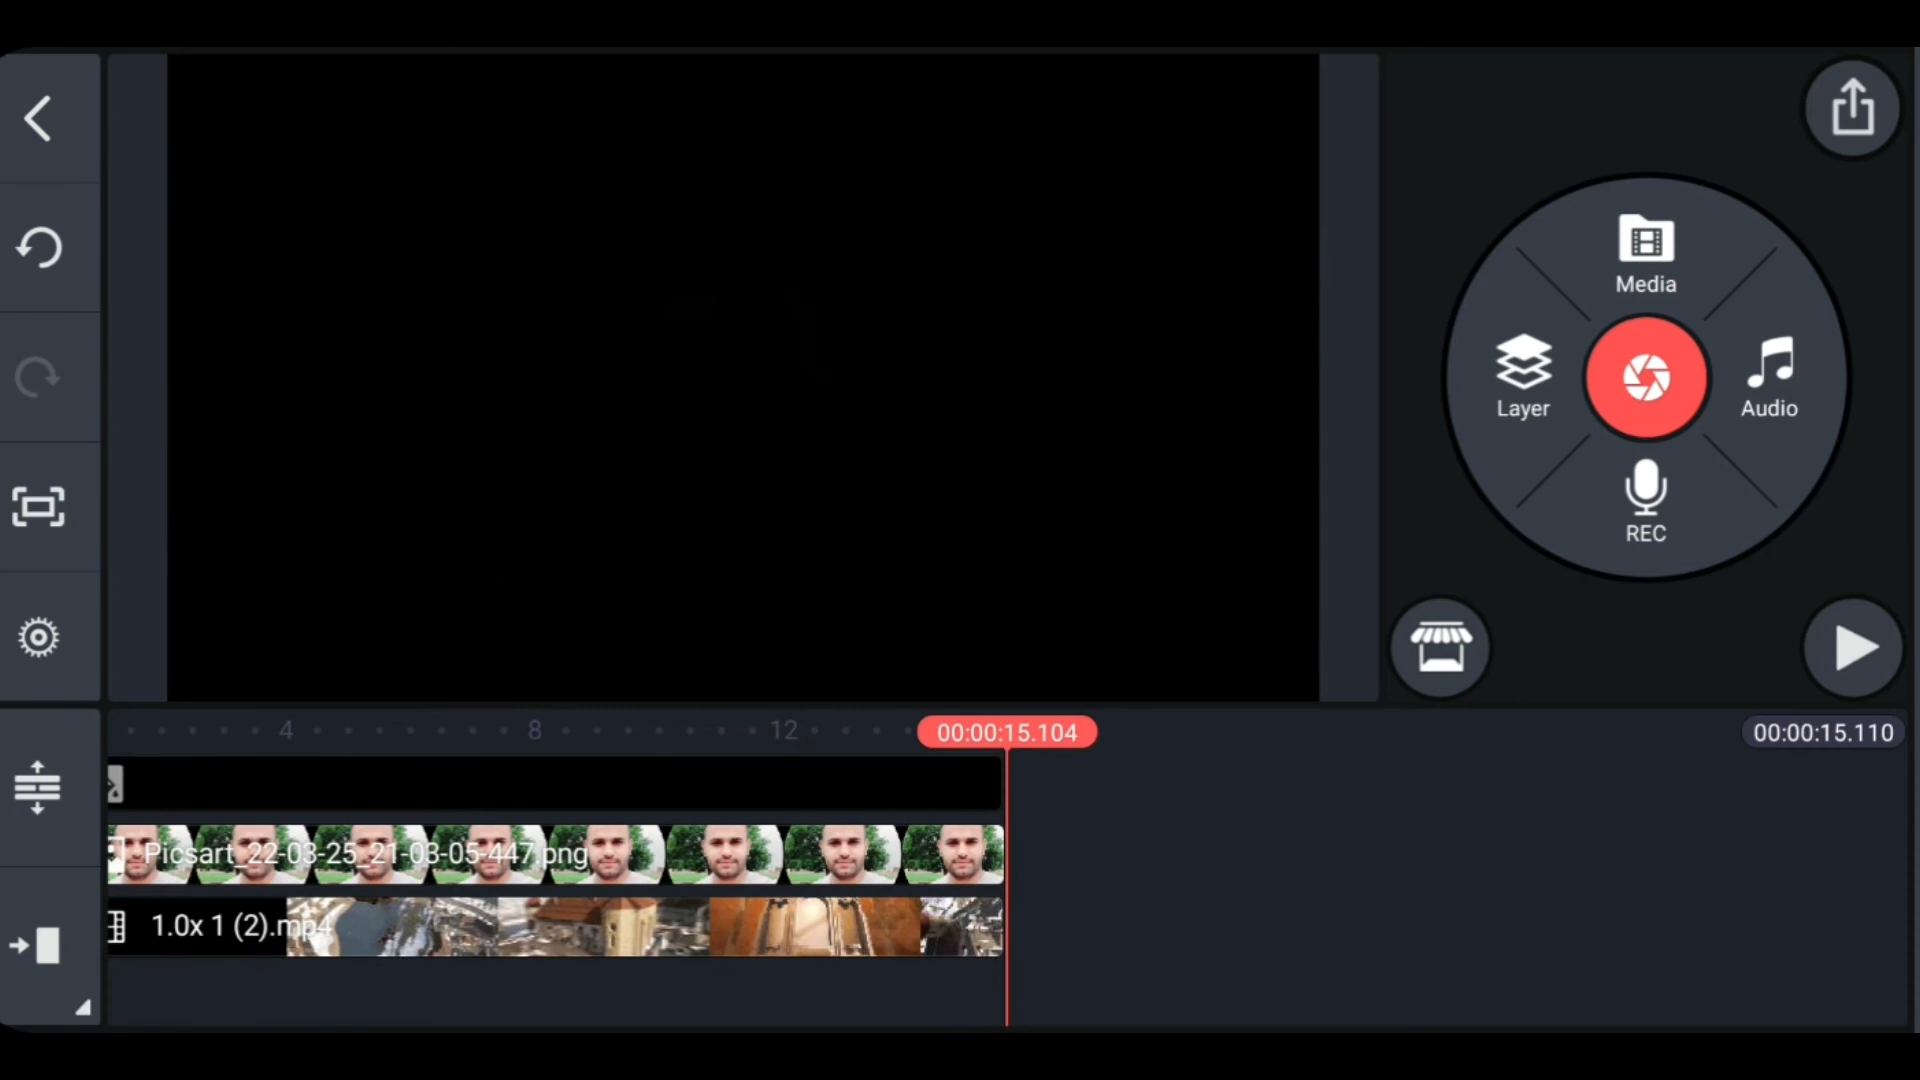 Media
Layer
Audio
REC
4 8 12 00:00:15.104 00:00:15.110
Picsart_22-03-25_21-03-05-447.png
1.0x 1 (2).mp4